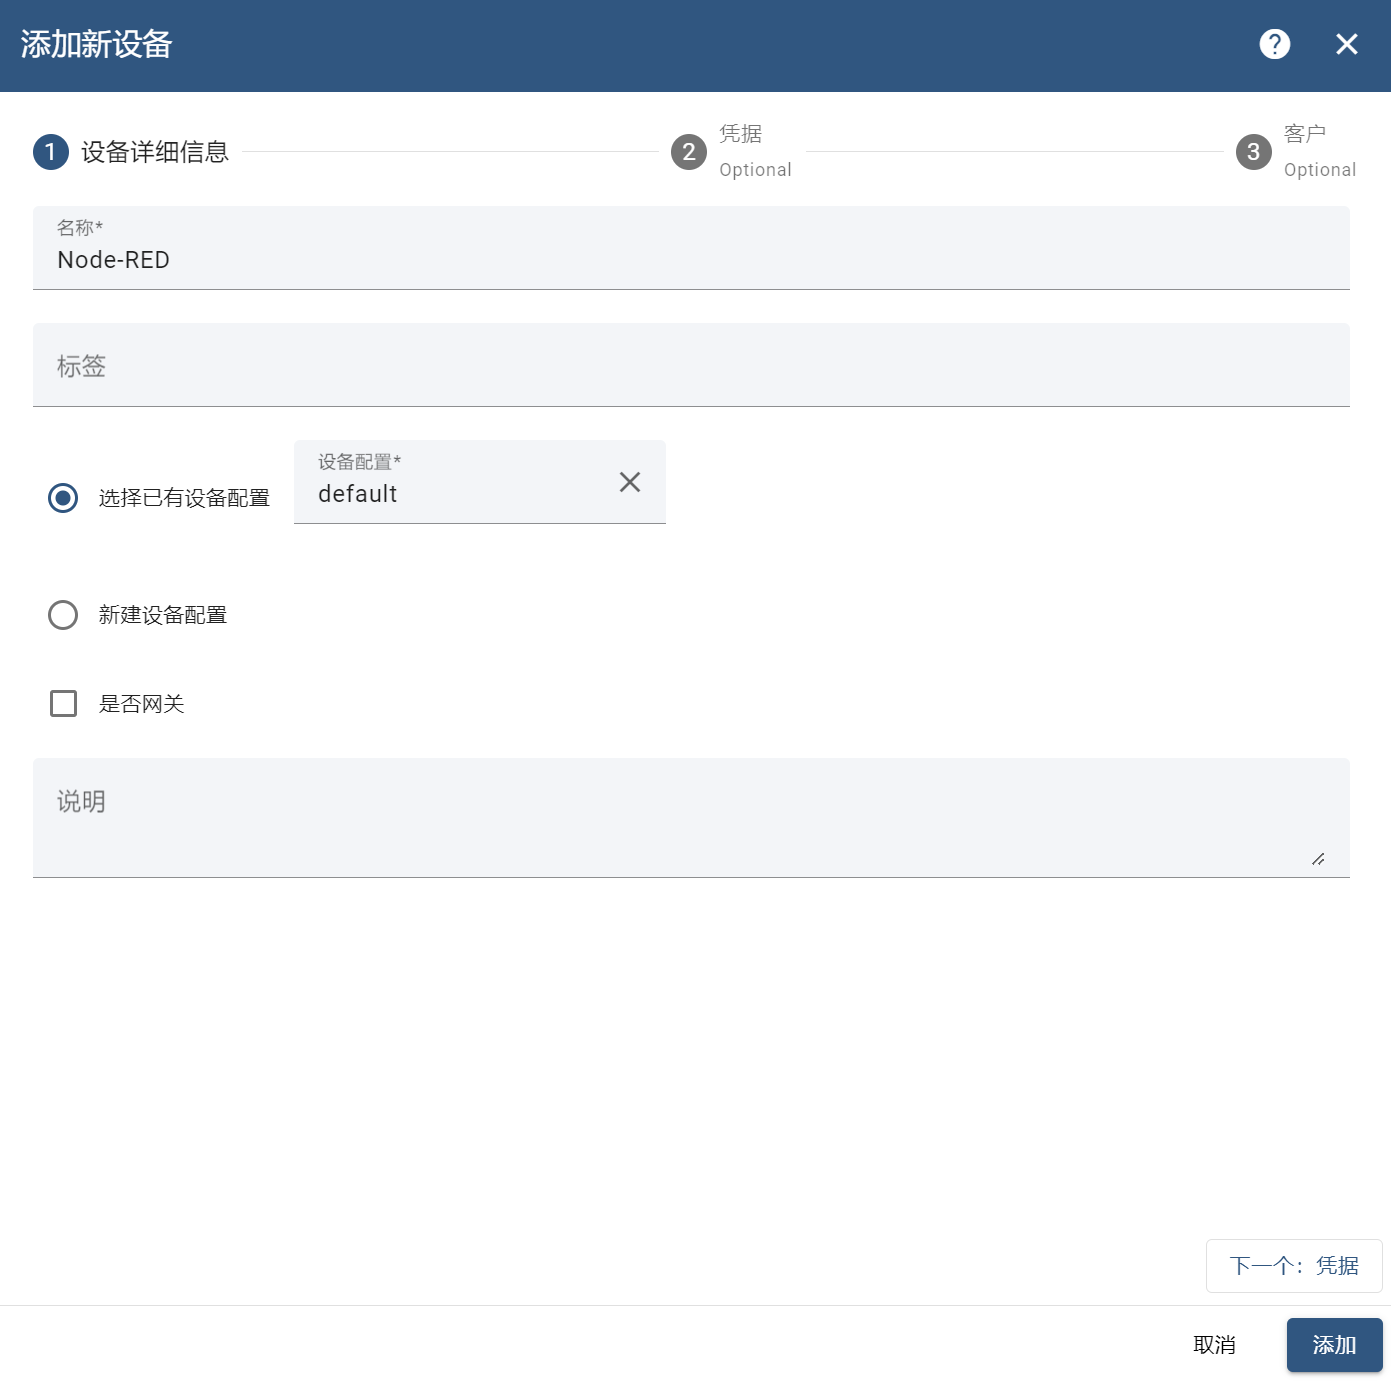 添加新设备
?
1 设备详细信息
2 凭据
Optional
3 客户
Optional
名称*
Node-RED
标签
选择已有设备配置
设备配置*
default
新建设备配置
是否网关
说明
下一个：凭据
取消
添加